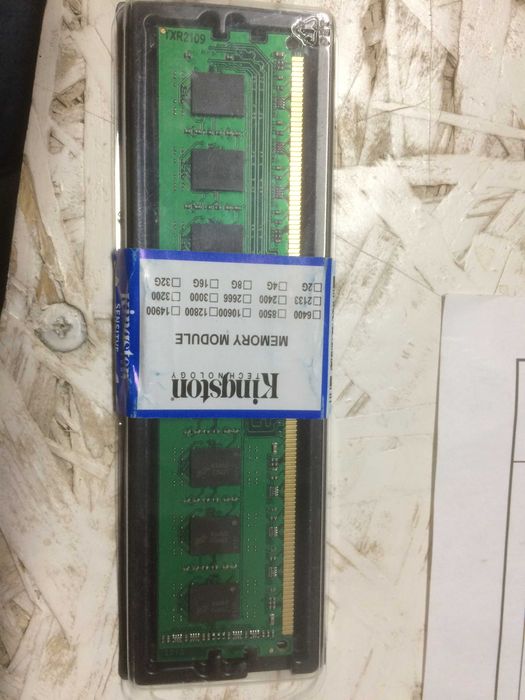 TXR2109
Kingston
TECHNOLOGY
MEMORY MODULE
☐ 6400 ☐ 8500 ☐ 10600 ☐ 12800 ☐ 14900
☐ 2133 ☐ 2400 ☐ 2666 ☐ 3000 ☐ 3200
☐ 2G ☐ 4G ☐ 8G ☐ 16G ☐ 32G
Kingston